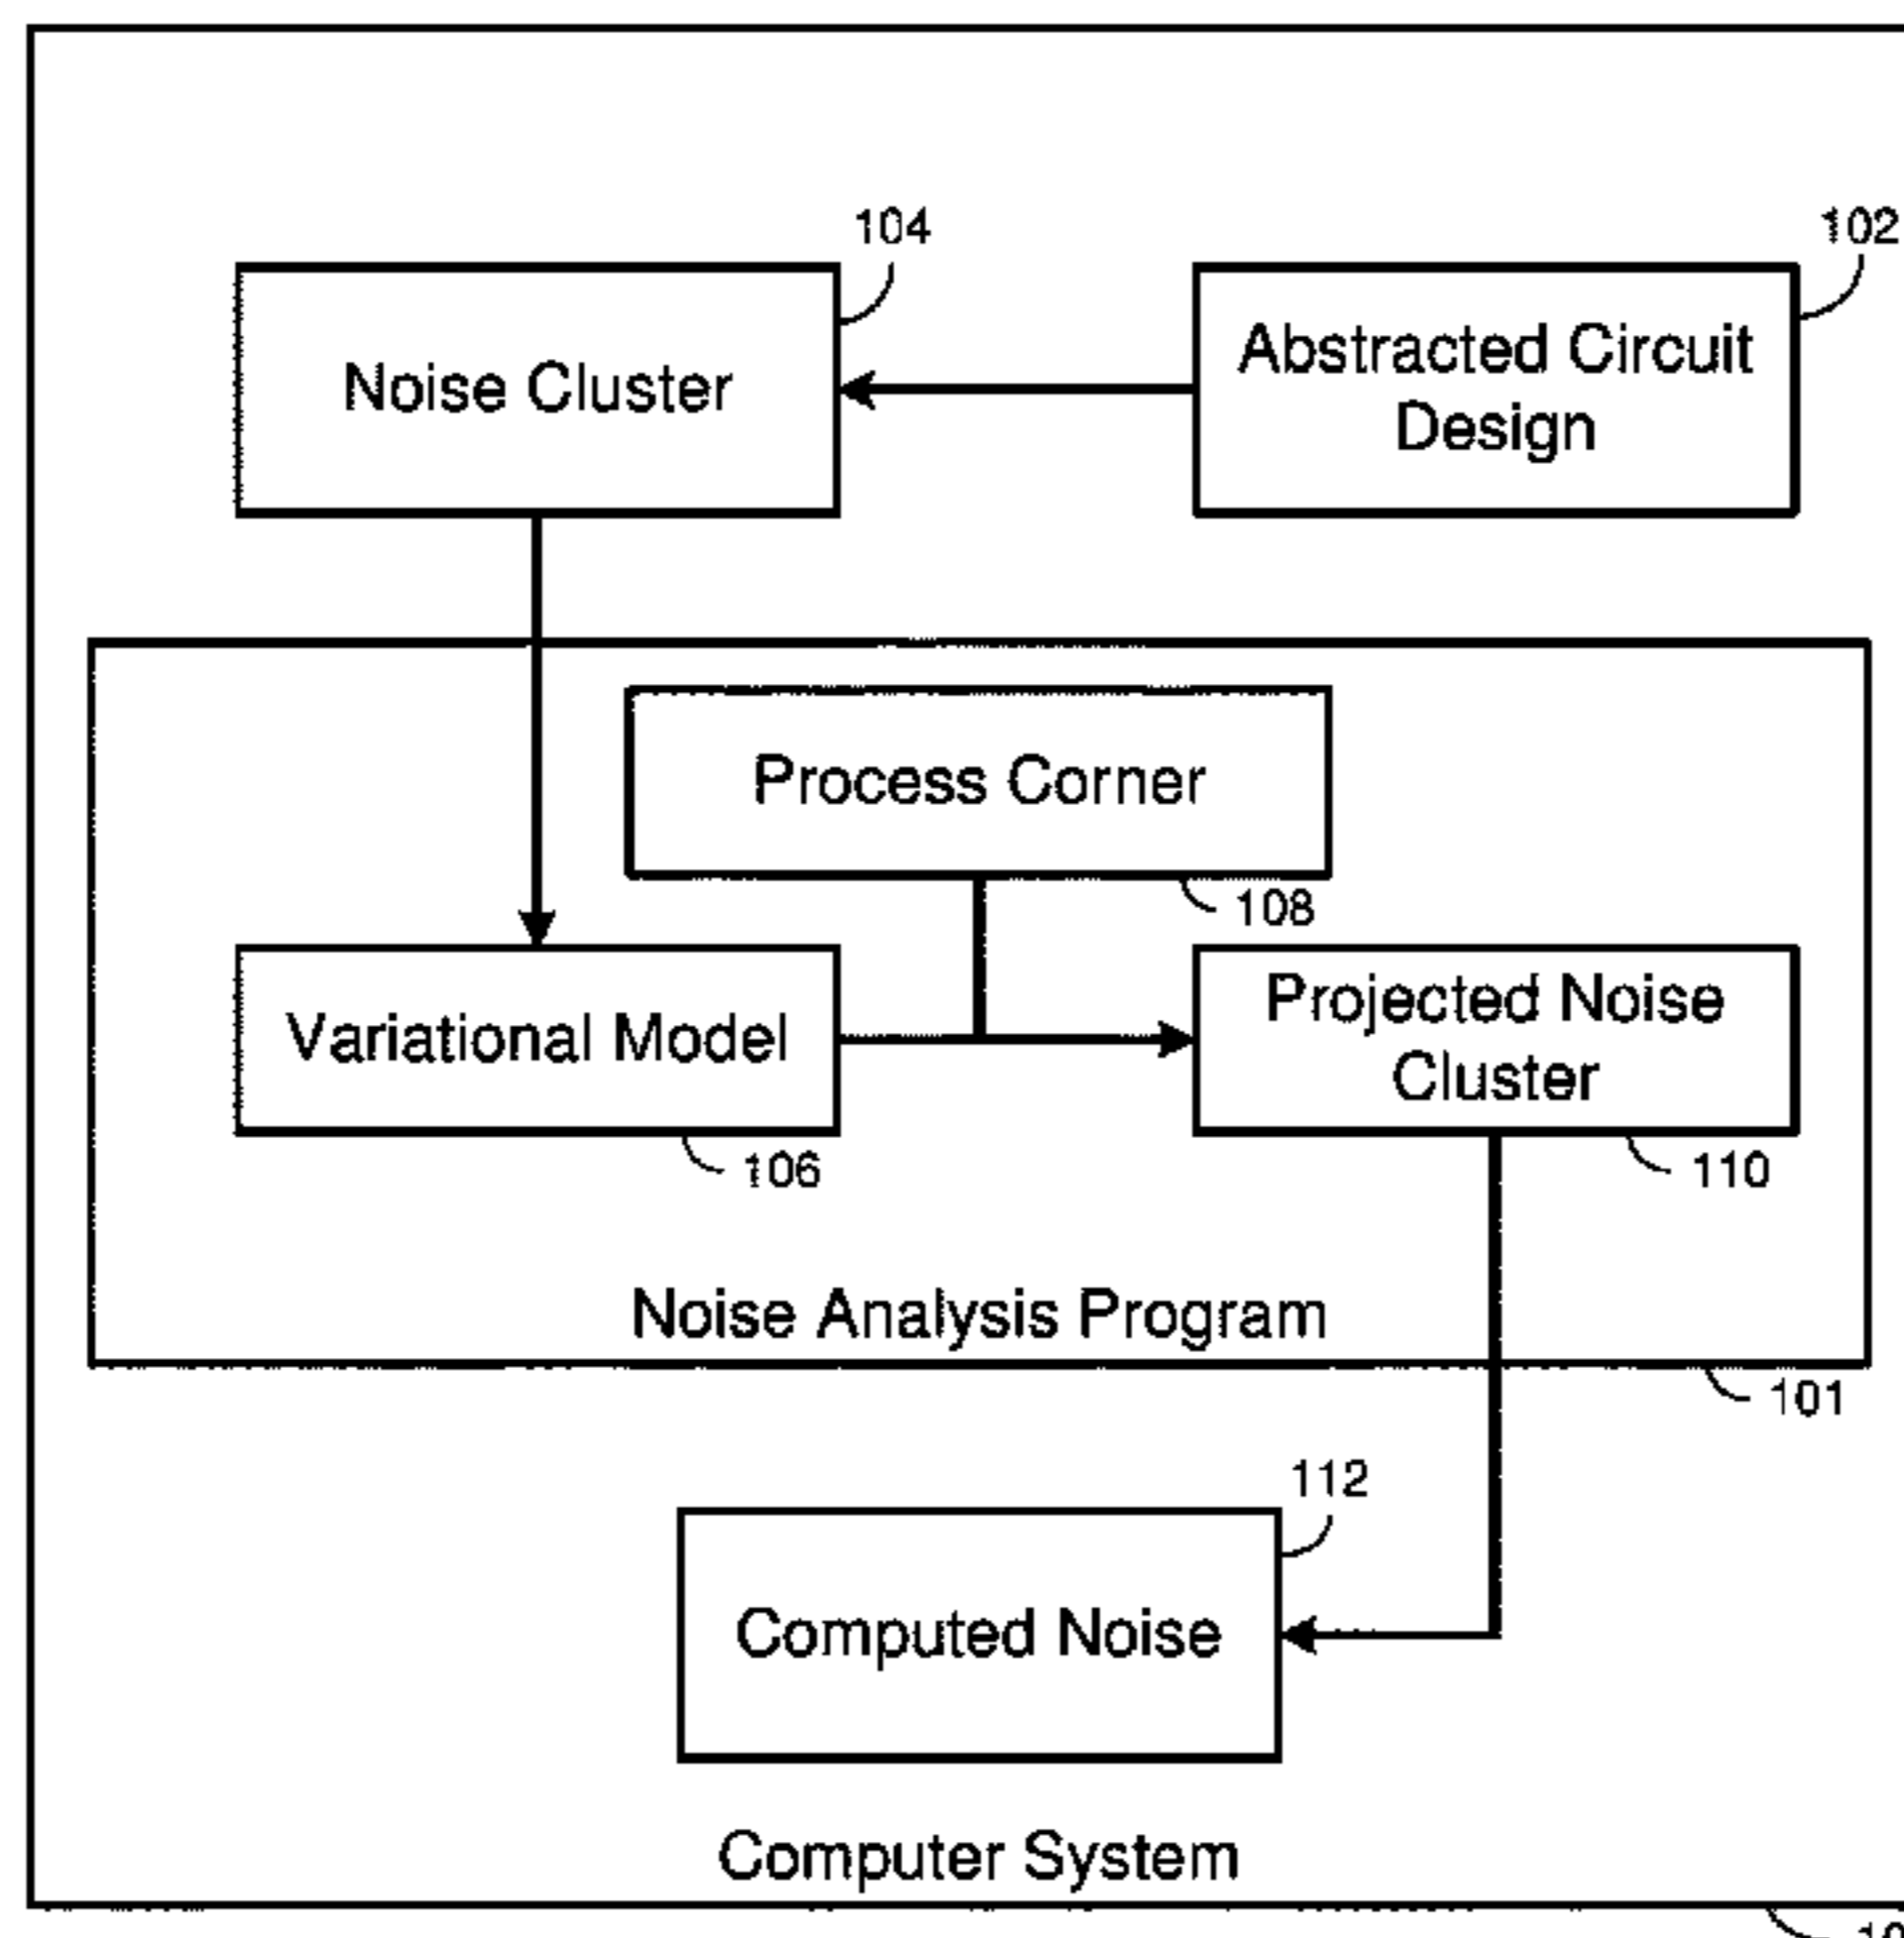 104
102
Noise Cluster
Abstracted Circuit
Design
Process Corner
108
Variational Model
Projected Noise
Cluster
106
110
Noise Analysis Program
101
112
Computed Noise
Computer System